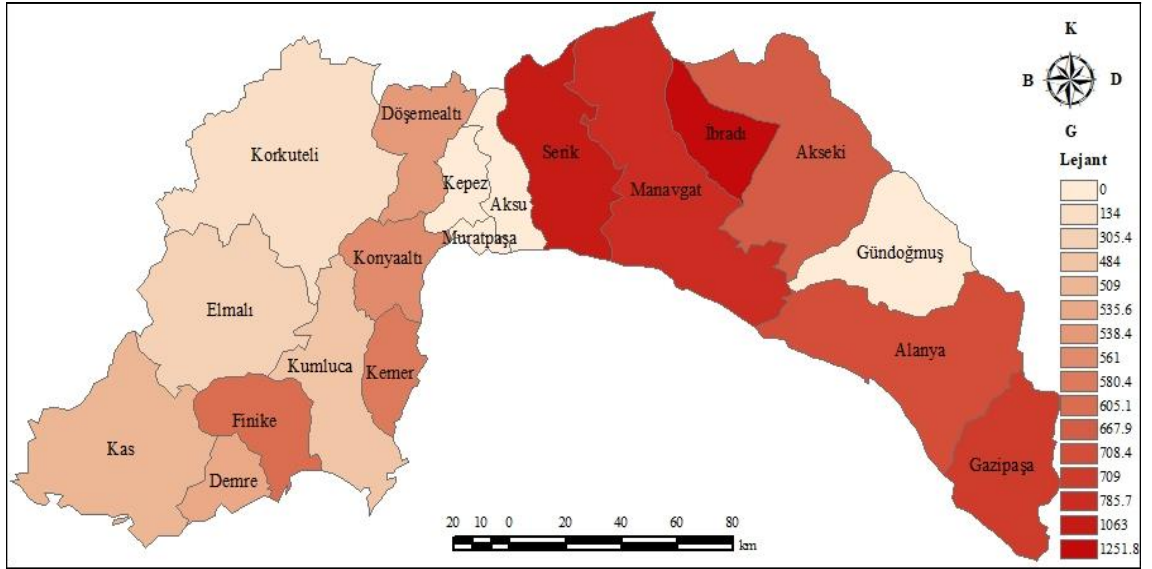 K
B D
G
Lejant
0
134
305.4
484
509
535.6
538.4
561
580.4
605.1
667.9
708.4
709
785.7
1063
1251.8
Döşemealtı
Korkuteli
Kepez
Aksu
Muratpaşa
Serik
Manavgat
İbradı
Akseki
Gündoğmuş
Konyaaltı
Elmalı
Kumluca
Kemer
Alanya
Finike
Kas
Demre
Gazipaşa
20 10 0 20 40 60 80
km